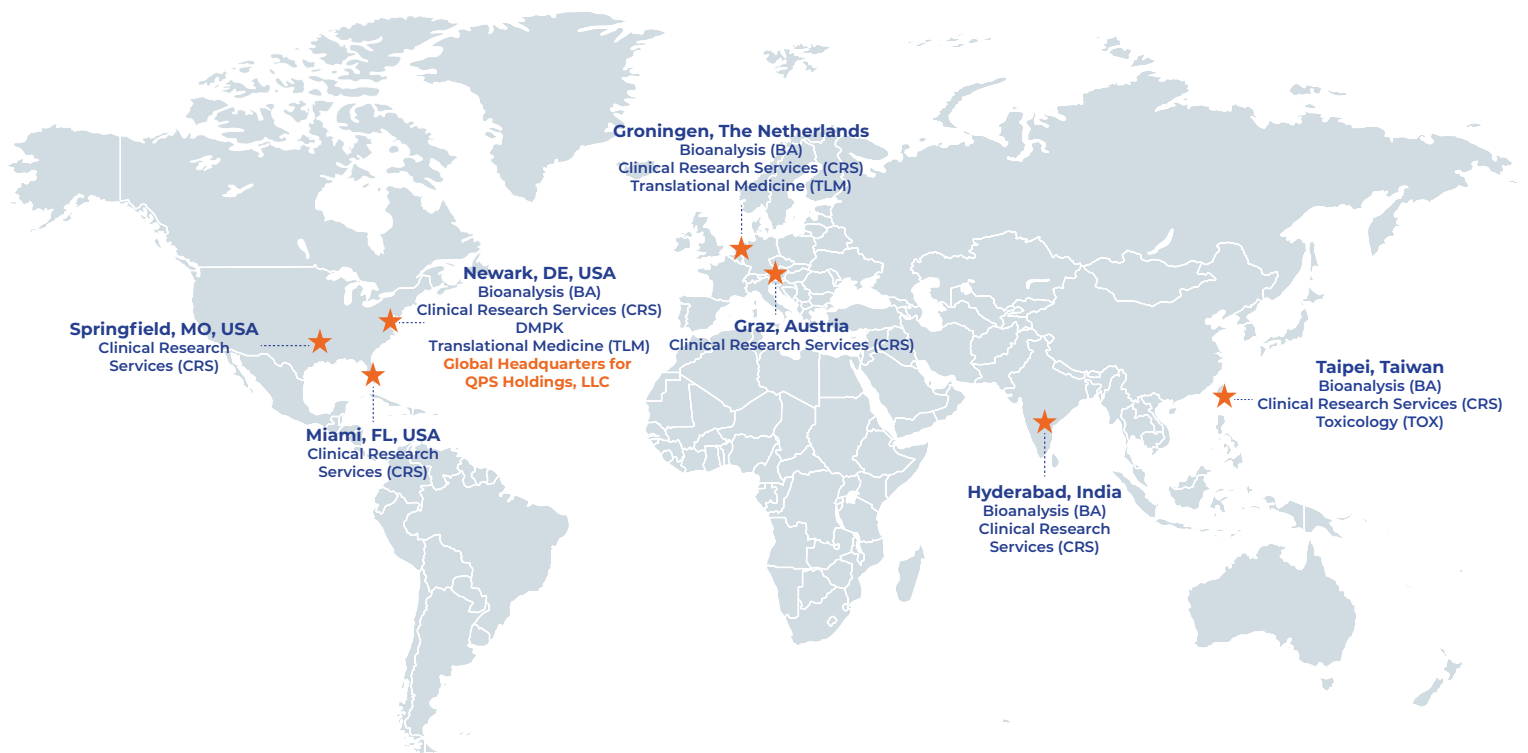 Groningen, The Netherlands
Bioanalysis (BA)
Clinical Research Services (CRS)
Translational Medicine (TLM)
Newark, DE, USA
Bioanalysis (BA)
Clinical Research Services (CRS)
DMPK
Translational Medicine (TLM)
Global Headquarters for
QPS Holdings, LLC
Springfield, MO, USA
Clinical Research
Services (CRS)
Graz, Austria
Clinical Research Services (CRS)
Taipei, Taiwan
Bioanalysis (BA)
Clinical Research Services (CRS)
Toxicology (TOX)
Miami, FL, USA
Clinical Research
Services (CRS)
Hyderabad, India
Bioanalysis (BA)
Clinical Research
Services (CRS)